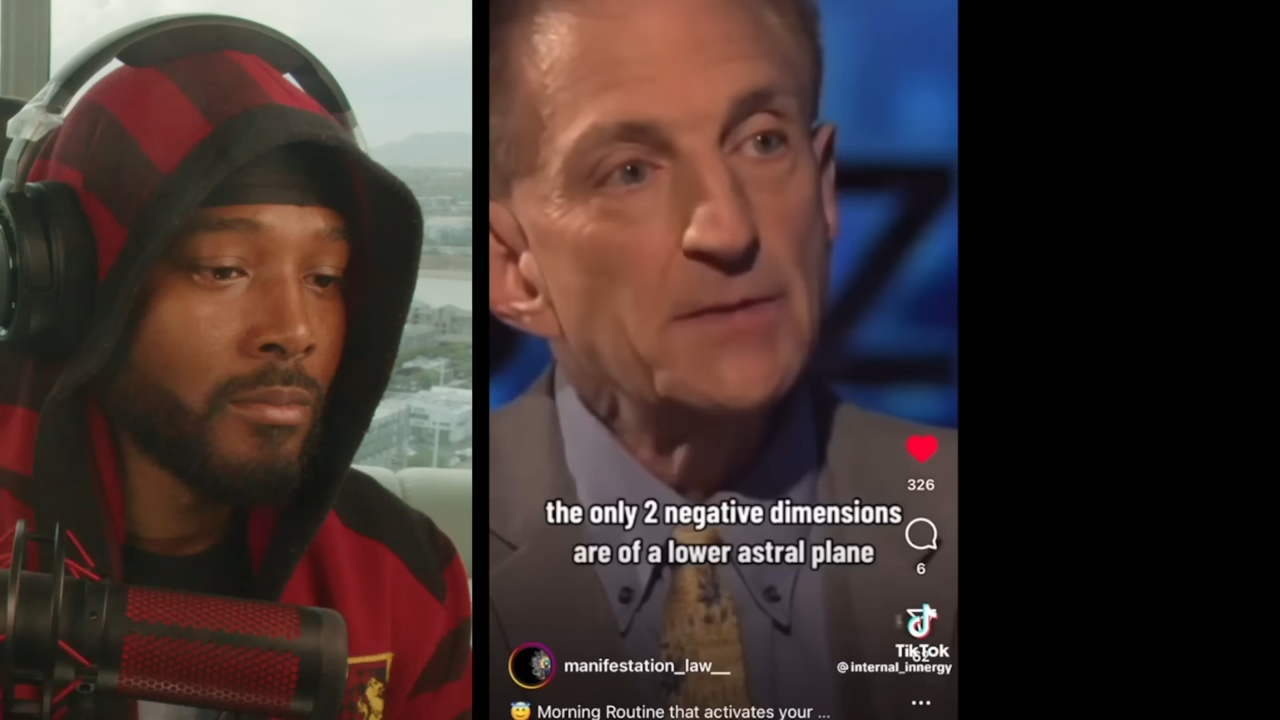 the only 2 negative dimensions
are of a lower astral plane
326
6
TikTok
62
@internal_innergy
manifestation_law__
😇 Morning Routine that activates your ...